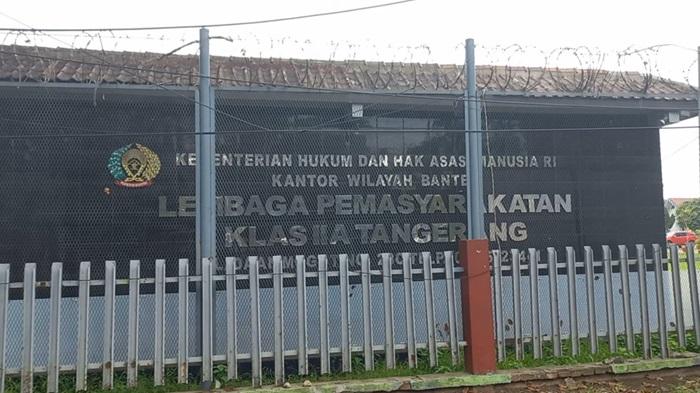 KEMENTERIAN HUKUM DAN HAK ASASI MANUSIA RI
KANTOR WILAYAH BANTEN
LEMBAGA PEMASYARAKATAN
KLAS IIA TANGERANG